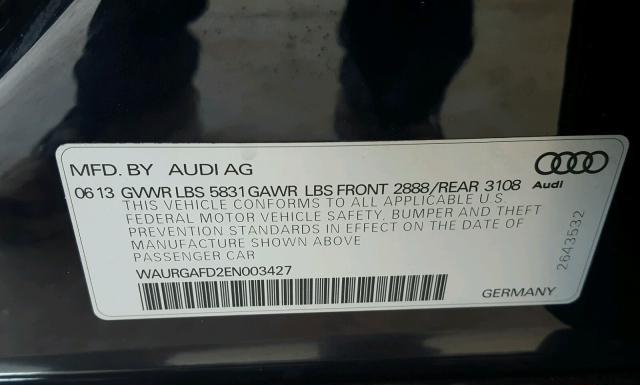 MFD. BY AUDI AG
06 13 GVWR LBS 5831 GAWR LBS FRONT 2888/REAR 3108
Audi
THIS VEHICLE CONFORMS TO ALL APPLICABLE U.S.
FEDERAL MOTOR VEHICLE SAFETY, BUMPER AND THEFT
PREVENTION STANDARDS IN EFFECT ON THE DATE OF
MANUFACTURE SHOWN ABOVE
PASSENGER CAR
WAURGAFD2EN003427
GERMANY
2643532